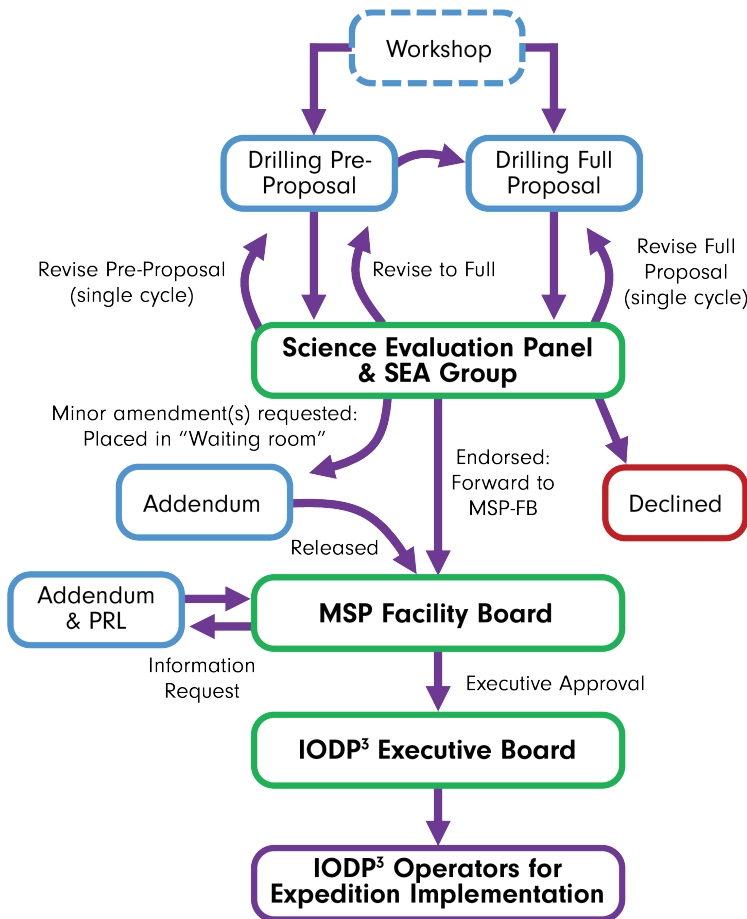 Workshop
Drilling Pre-
Proposal
Drilling Full
Proposal
Revise Pre-Proposal
(single cycle)
Revise to Full
Revise Full
Proposal
(single cycle)
Science Evaluation Panel
& SEA Group
Minor amendment(s) requested:
Placed in “Waiting room”
Endorsed:
Forward to
MSP-FB
Addendum
Declined
Released
Addendum
& PRL
MSP Facility Board
Information
Request
Executive Approval
IODP³ Executive Board
IODP³ Operators for
Expedition Implementation